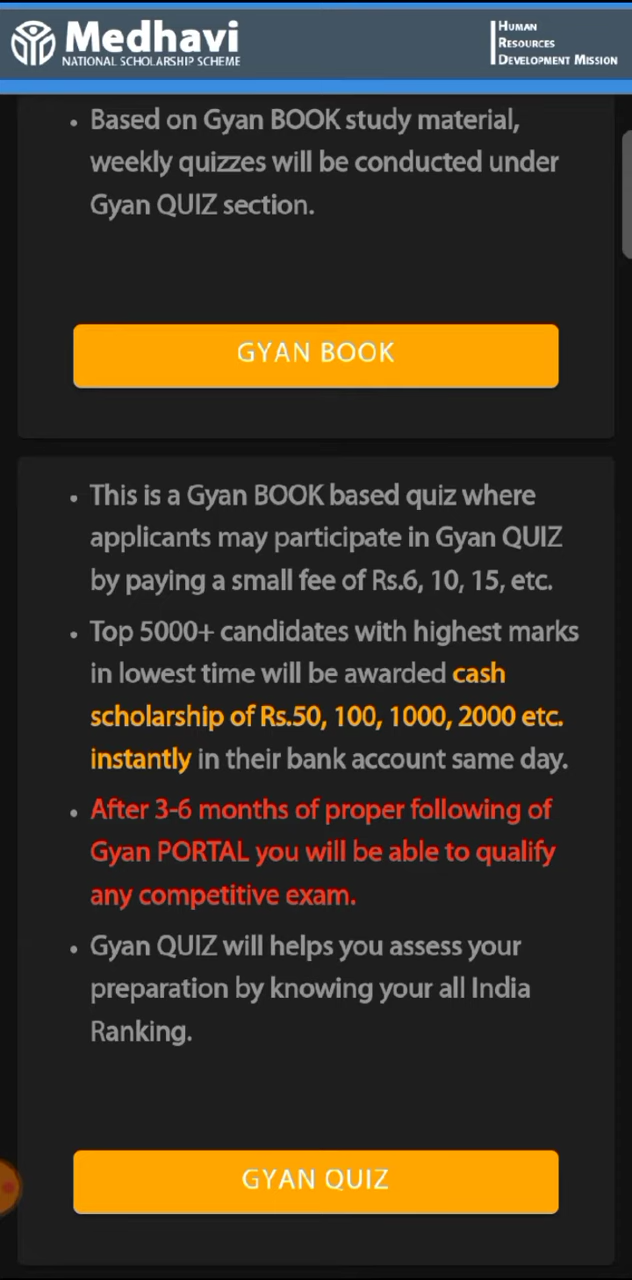 Medhavi
NATIONAL SCHOLARSHIP SCHEME
HUMAN
RESOURCES
DEVELOPMENT MISSION
• Based on Gyan BOOK study material,
weekly quizzes will be conducted under
Gyan QUIZ section.
GYAN BOOK
• This is a Gyan BOOK based quiz where
applicants may participate in Gyan QUIZ
by paying a small fee of Rs.6, 10, 15, etc.
• Top 5000+ candidates with highest marks
in lowest time will be awarded cash
scholarship of Rs.50, 100, 1000, 2000 etc.
instantly in their bank account same day.
• After 3-6 months of proper following of
Gyan PORTAL you will be able to qualify
any competitive exam.
• Gyan QUIZ will helps you assess your
preparation by knowing your all India
Ranking.
GYAN QUIZ